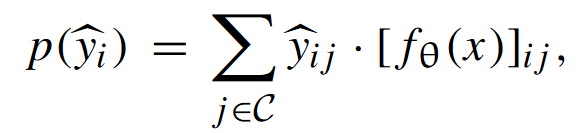 p(ŷ_i) = ∑_{j∈𝒞} ŷ_{ij} · [f_θ(x)]_{ij},